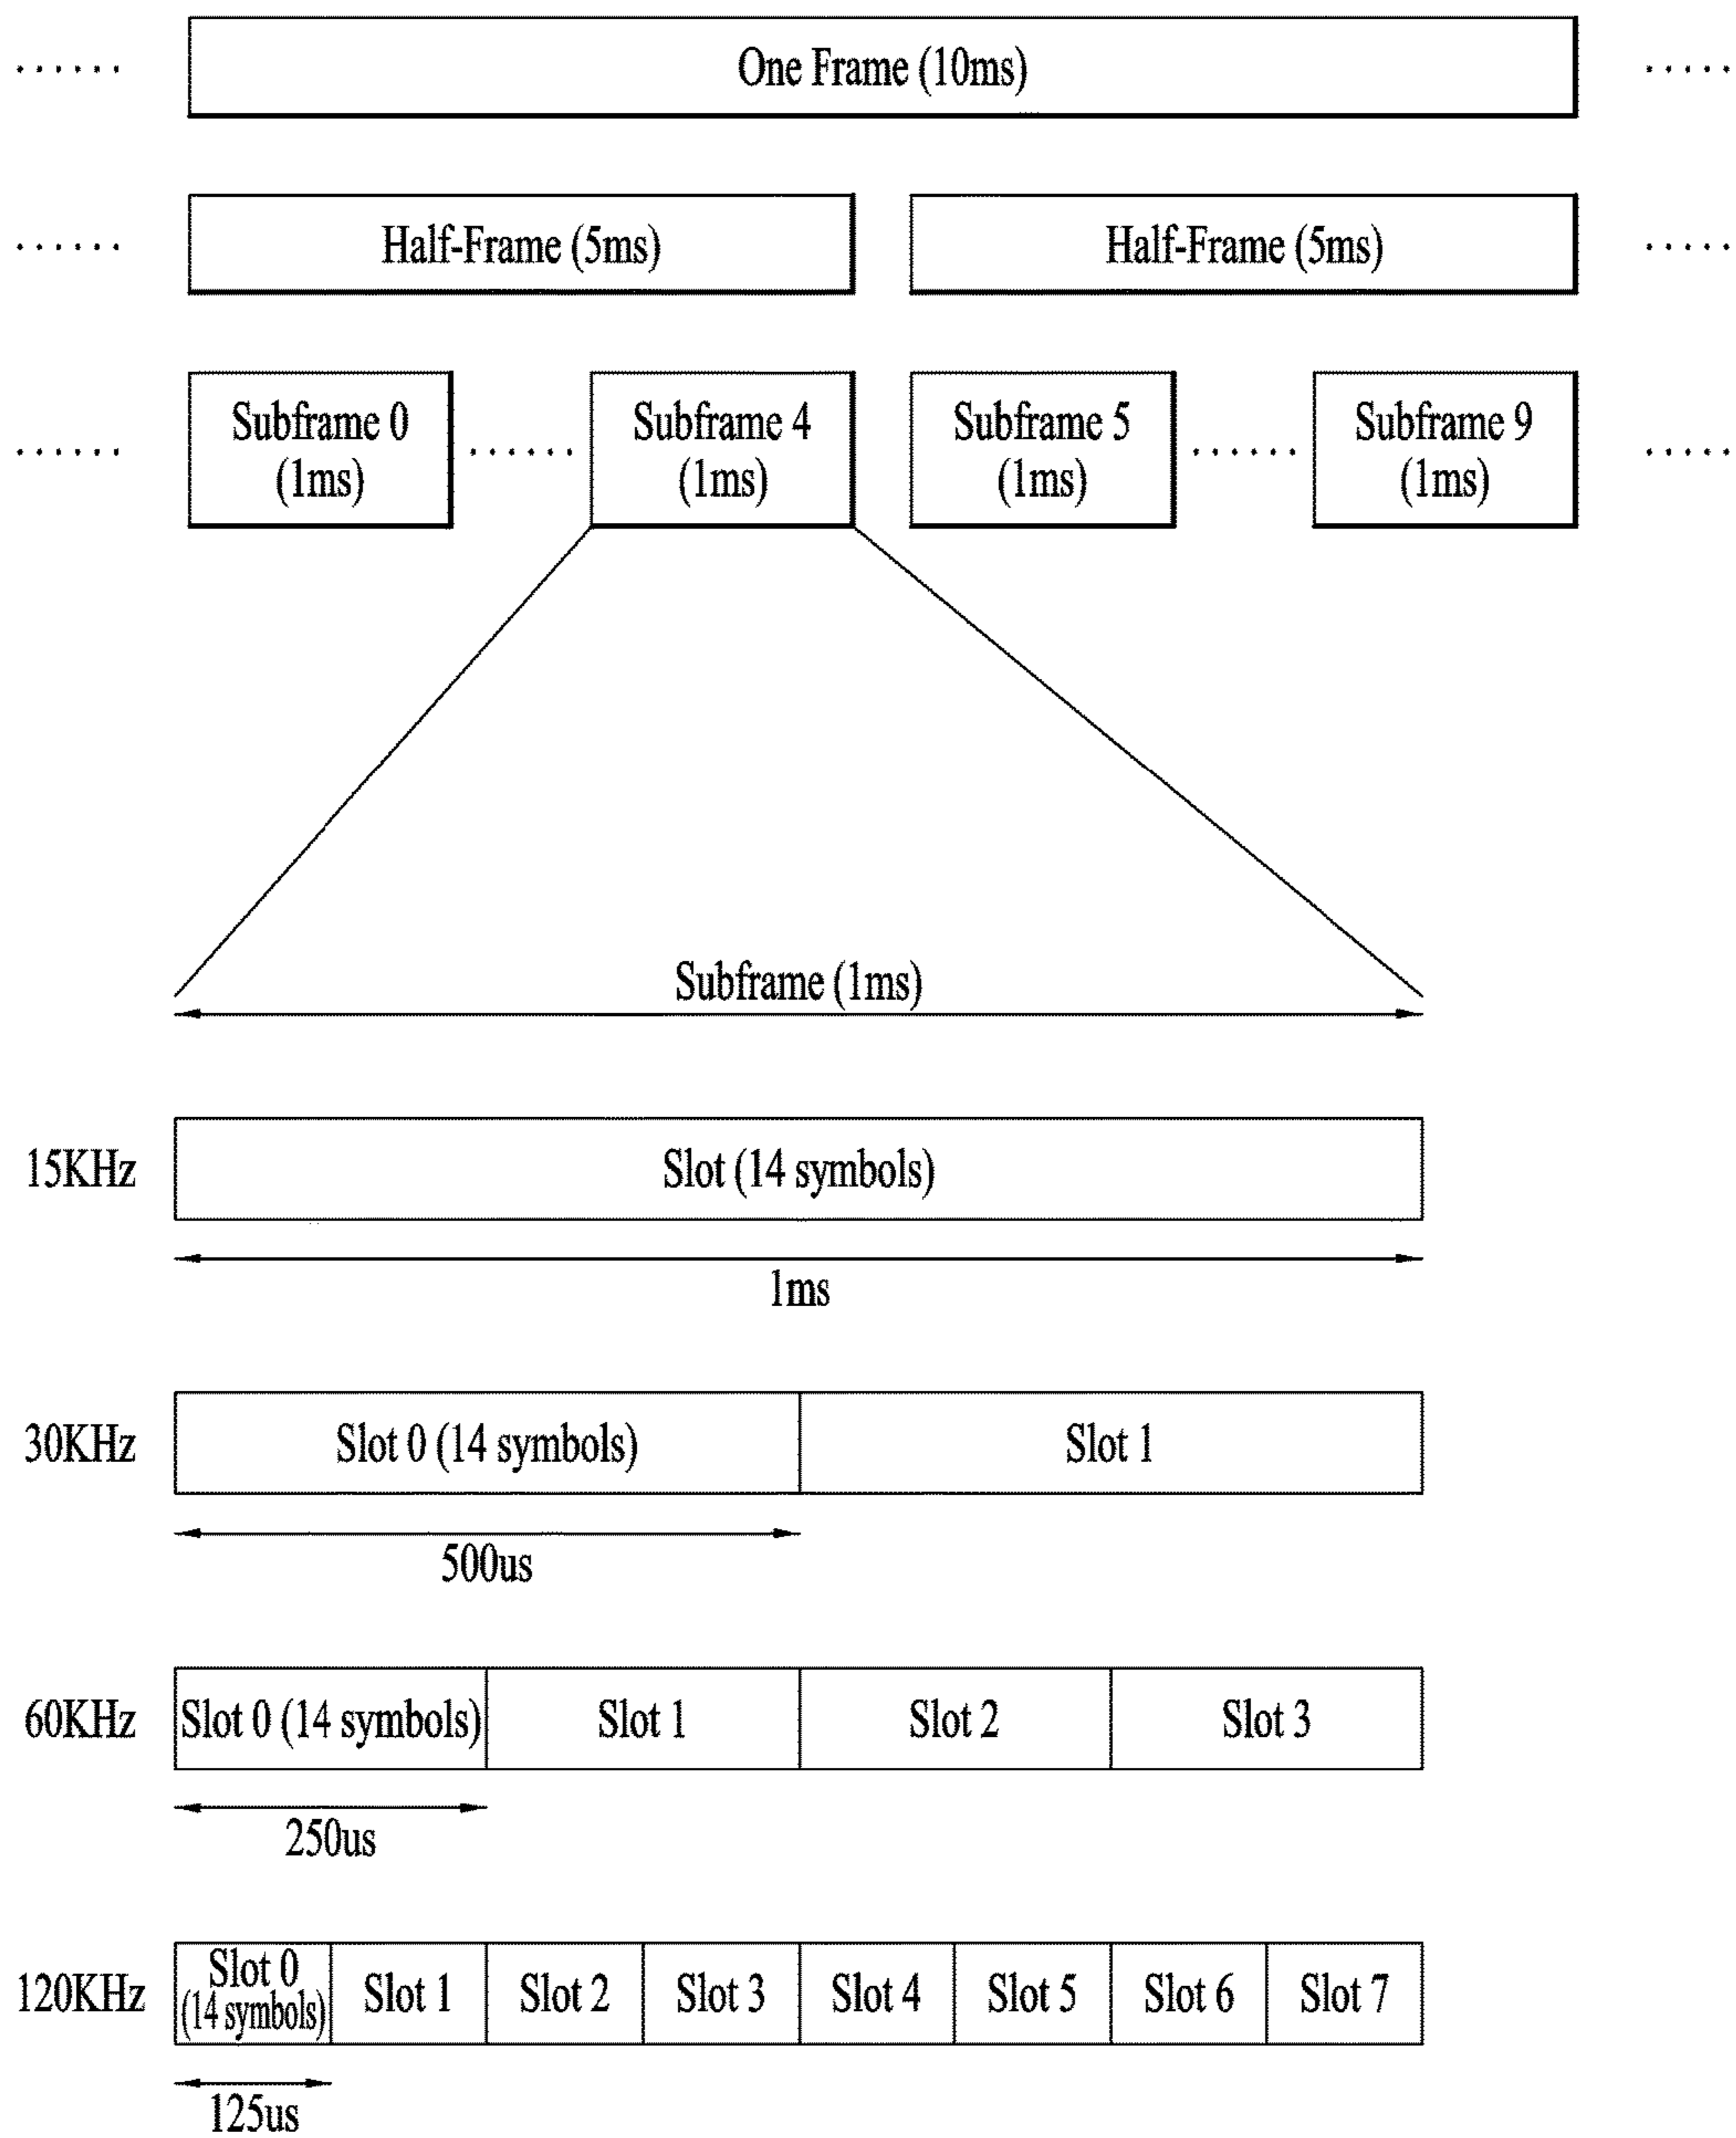 One Frame (10ms)
Half-Frame (5ms) Half-Frame (5ms)
Subframe 0 Subframe 4 Subframe 5 Subframe 9
(1ms) (1ms) (1ms) (1ms)
Subframe (1ms)
15KHz Slot (14 symbols)
1ms
30KHz Slot 0 (14 symbols) Slot 1
500us
60KHz Slot 0 (14 symbols) Slot 1 Slot 2 Slot 3
250us
120KHz Slot 0 (14 symbols) Slot 1 Slot 2 Slot 3 Slot 4 Slot 5 Slot 6 Slot 7
125us